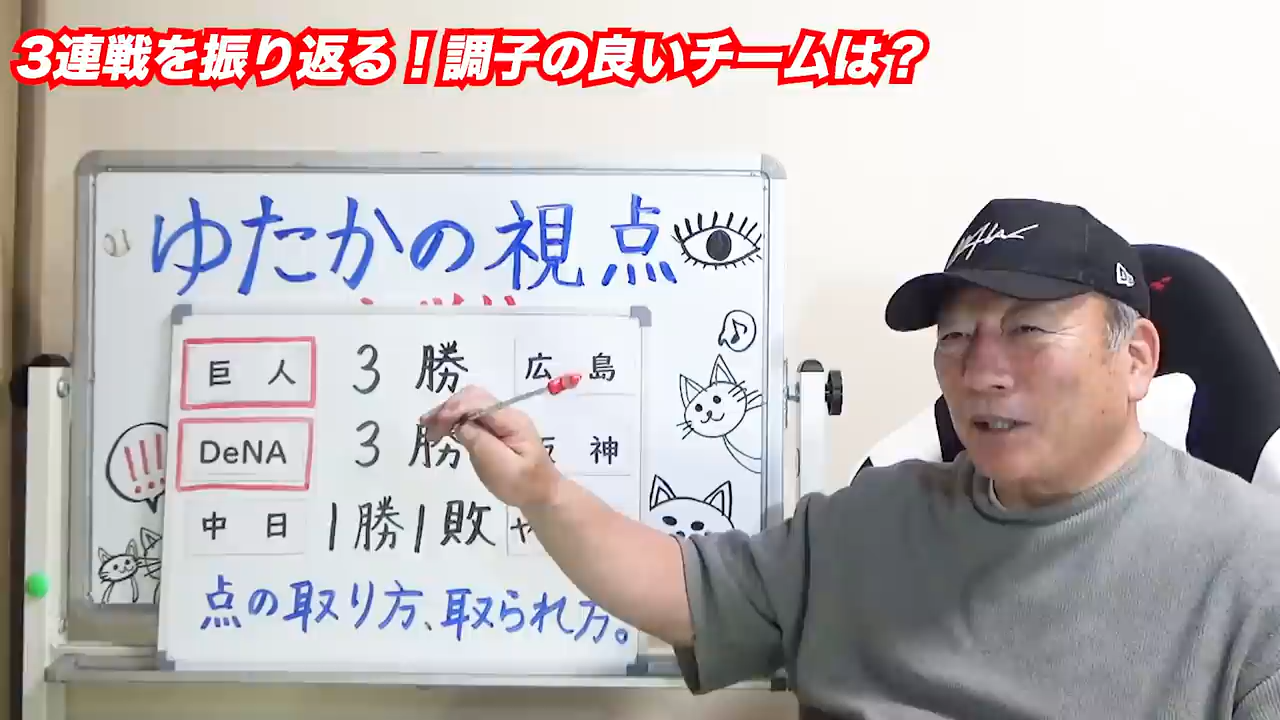 3連戦を振り返る！調子の良いチームは？
ゆたかの視点
巨人 3勝 広島
DeNA 3勝 阪神
中日 1勝1敗 ヤ
点の取り方、取られ方。
!!!